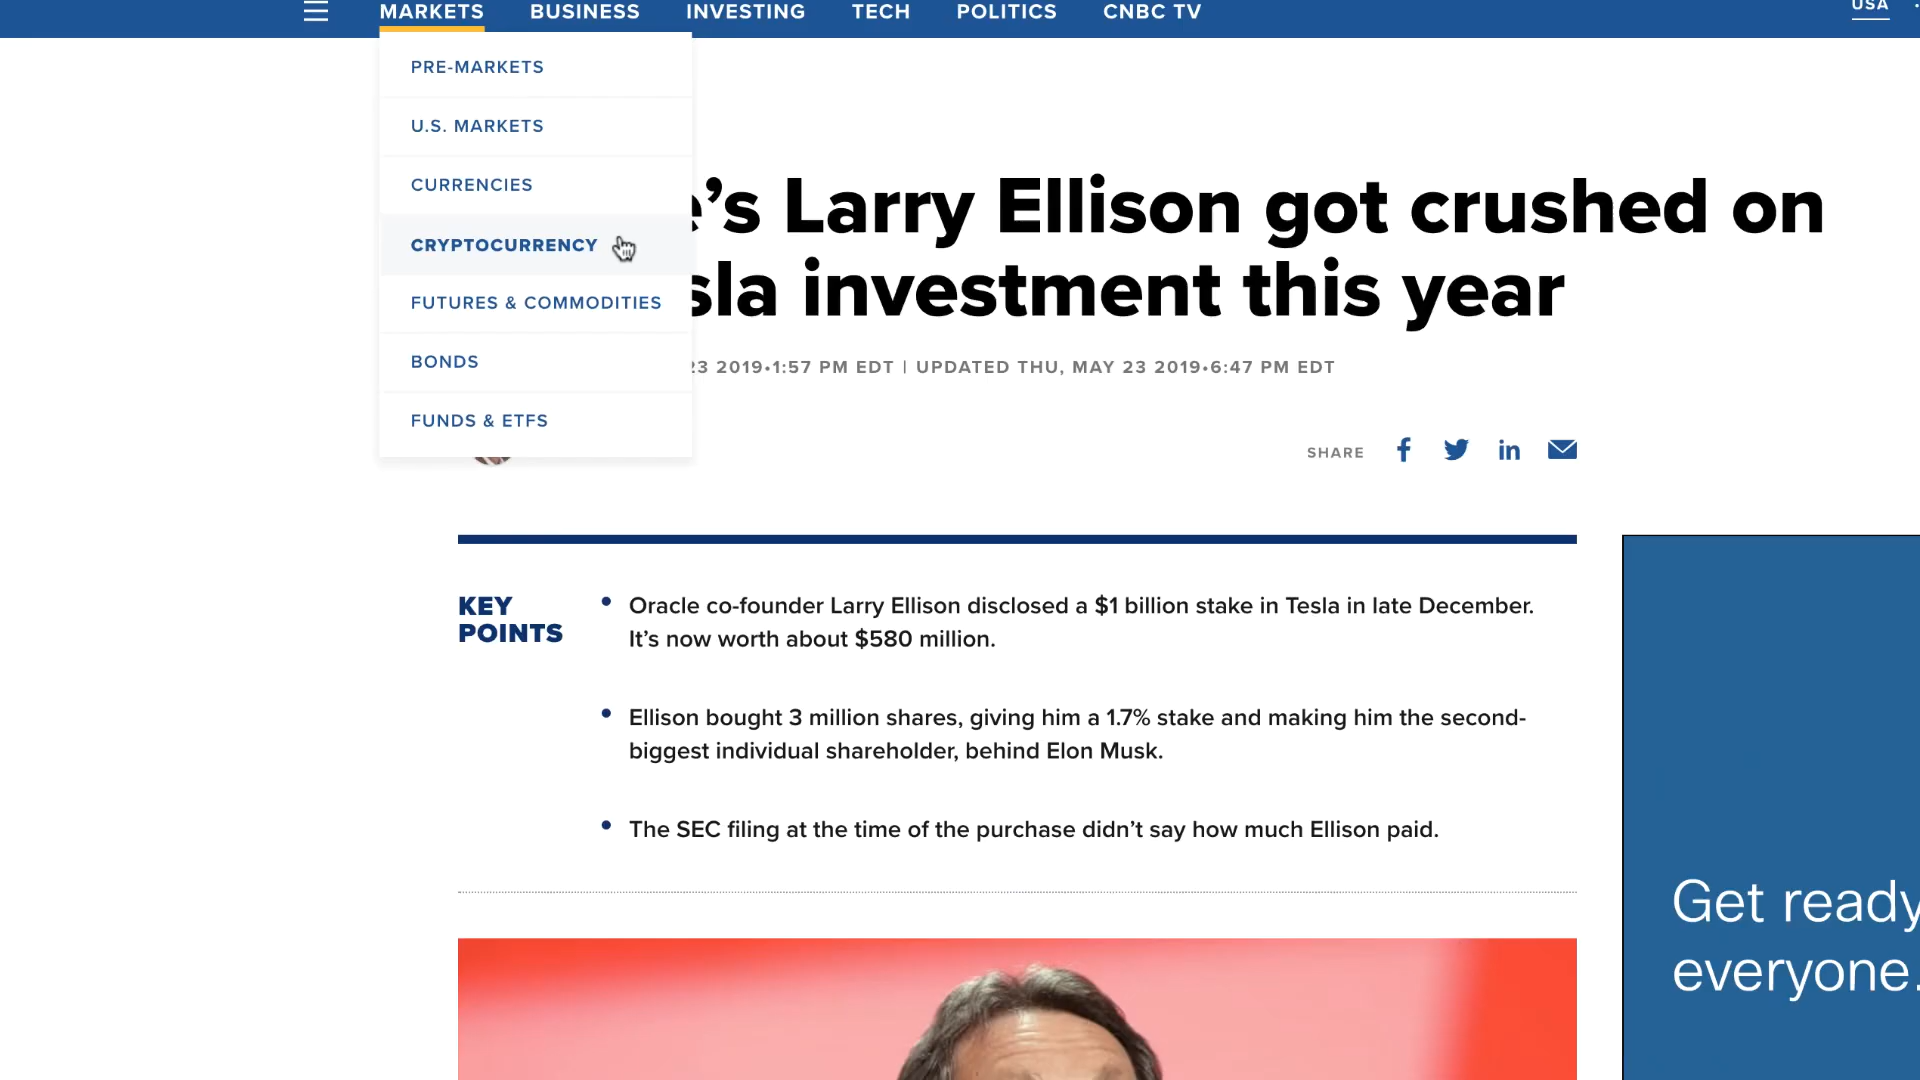 MARKETS BUSINESS INVESTING TECH POLITICS CNBC TV
USA
PRE-MARKETS
U.S. MARKETS
CURRENCIES
CRYPTOCURRENCY
FUTURES & COMMODITIES
BONDS
FUNDS & ETFS
’s Larry Ellison got crushed on
investment this year
23 2019•1:57 PM EDT | UPDATED THU, MAY 23 2019•6:47 PM EDT
SHARE
KEY
POINTS
• Oracle co-founder Larry Ellison disclosed a $1 billion stake in Tesla in late December.
It’s now worth about $580 million.
• Ellison bought 3 million shares, giving him a 1.7% stake and making him the second-
biggest individual shareholder, behind Elon Musk.
• The SEC filing at the time of the purchase didn’t say how much Ellison paid.
Get ready
everyone.